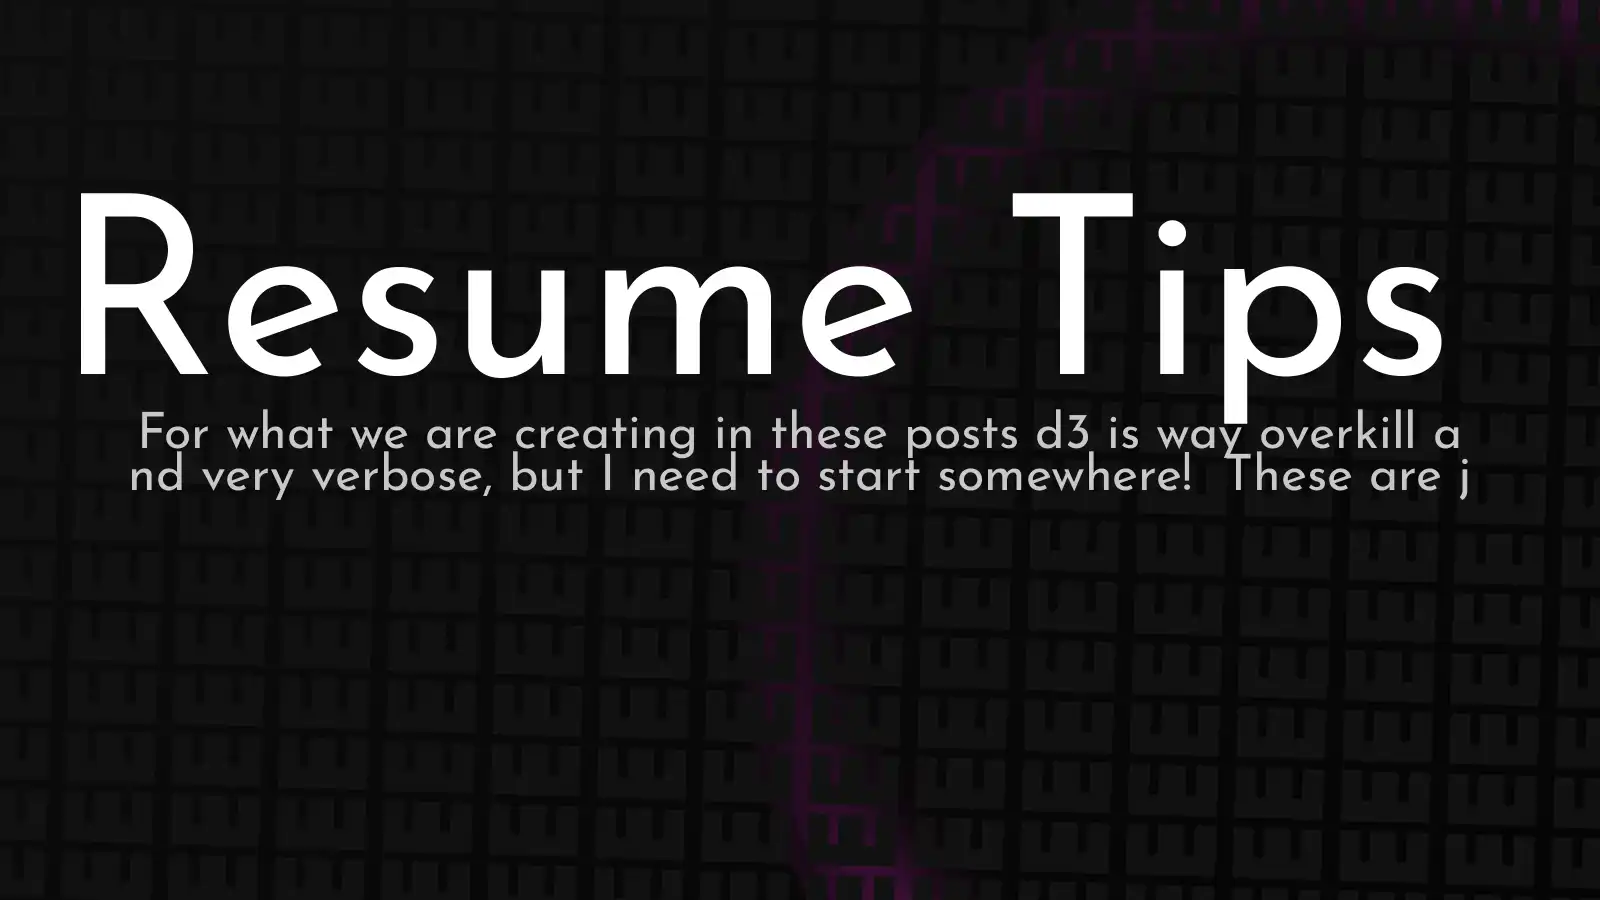 Resume Tips
For what we are creating in these posts d3 is way overkill a
nd very verbose, but I need to start somewhere!  These are j